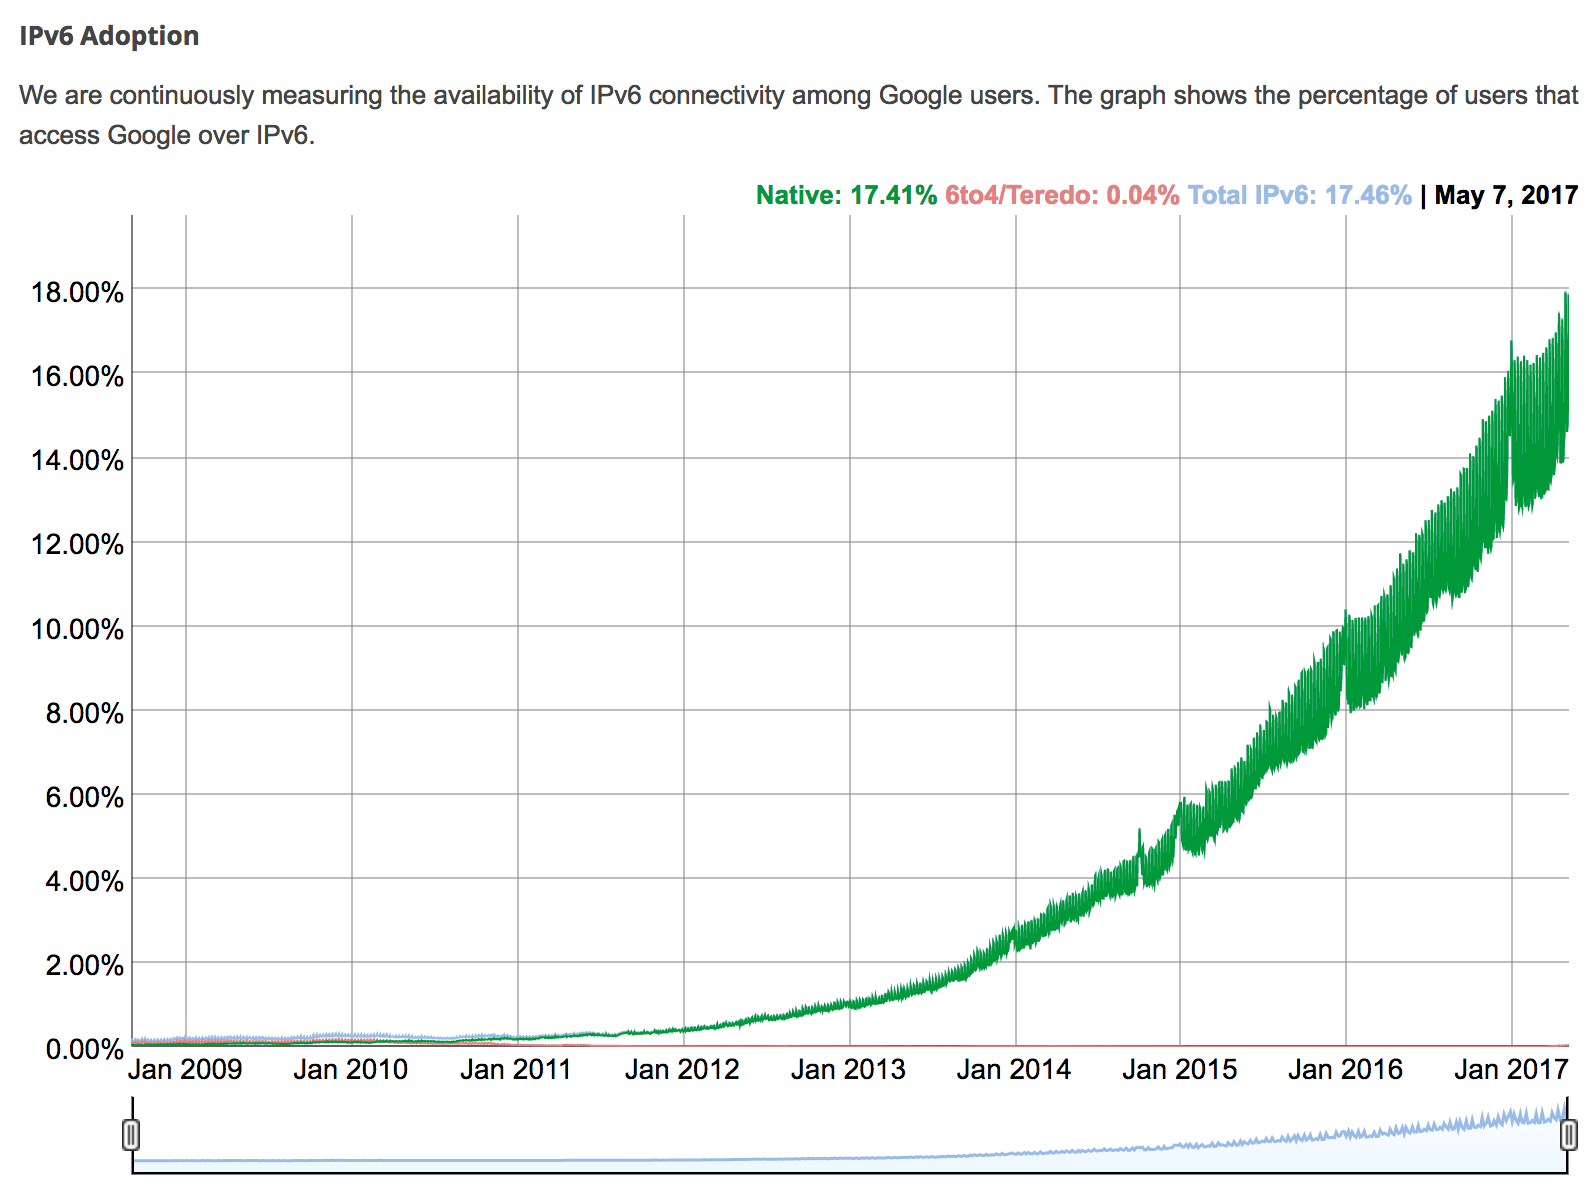 IPv6 Adoption
We are continuously measuring the availability of IPv6 connectivity among Google users. The graph shows the percentage of users that
access Google over IPv6.
Native: 17.41% 6to4/Teredo: 0.04% Total IPv6: 17.46% | May 7, 2017
18.00%
16.00%
14.00%
12.00%
10.00%
8.00%
6.00%
4.00%
2.00%
0.00%
Jan 2009 Jan 2010 Jan 2011 Jan 2012 Jan 2013 Jan 2014 Jan 2015 Jan 2016 Jan 2017